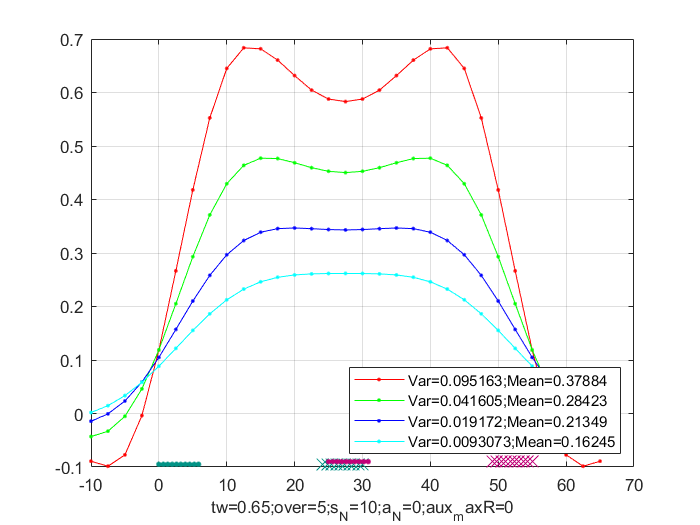 0.7
0.6
0.5
0.4
0.3
0.2
0.1
0
-0.1
Var=0.095163;Mean=0.37884
Var=0.041605;Mean=0.28423
Var=0.019172;Mean=0.21349
Var=0.0093073;Mean=0.16245
-10 0 10 20 30 40 50 60 70
tw=0.65;over=5;s_N=10;a_N=0;aux_maxR=0